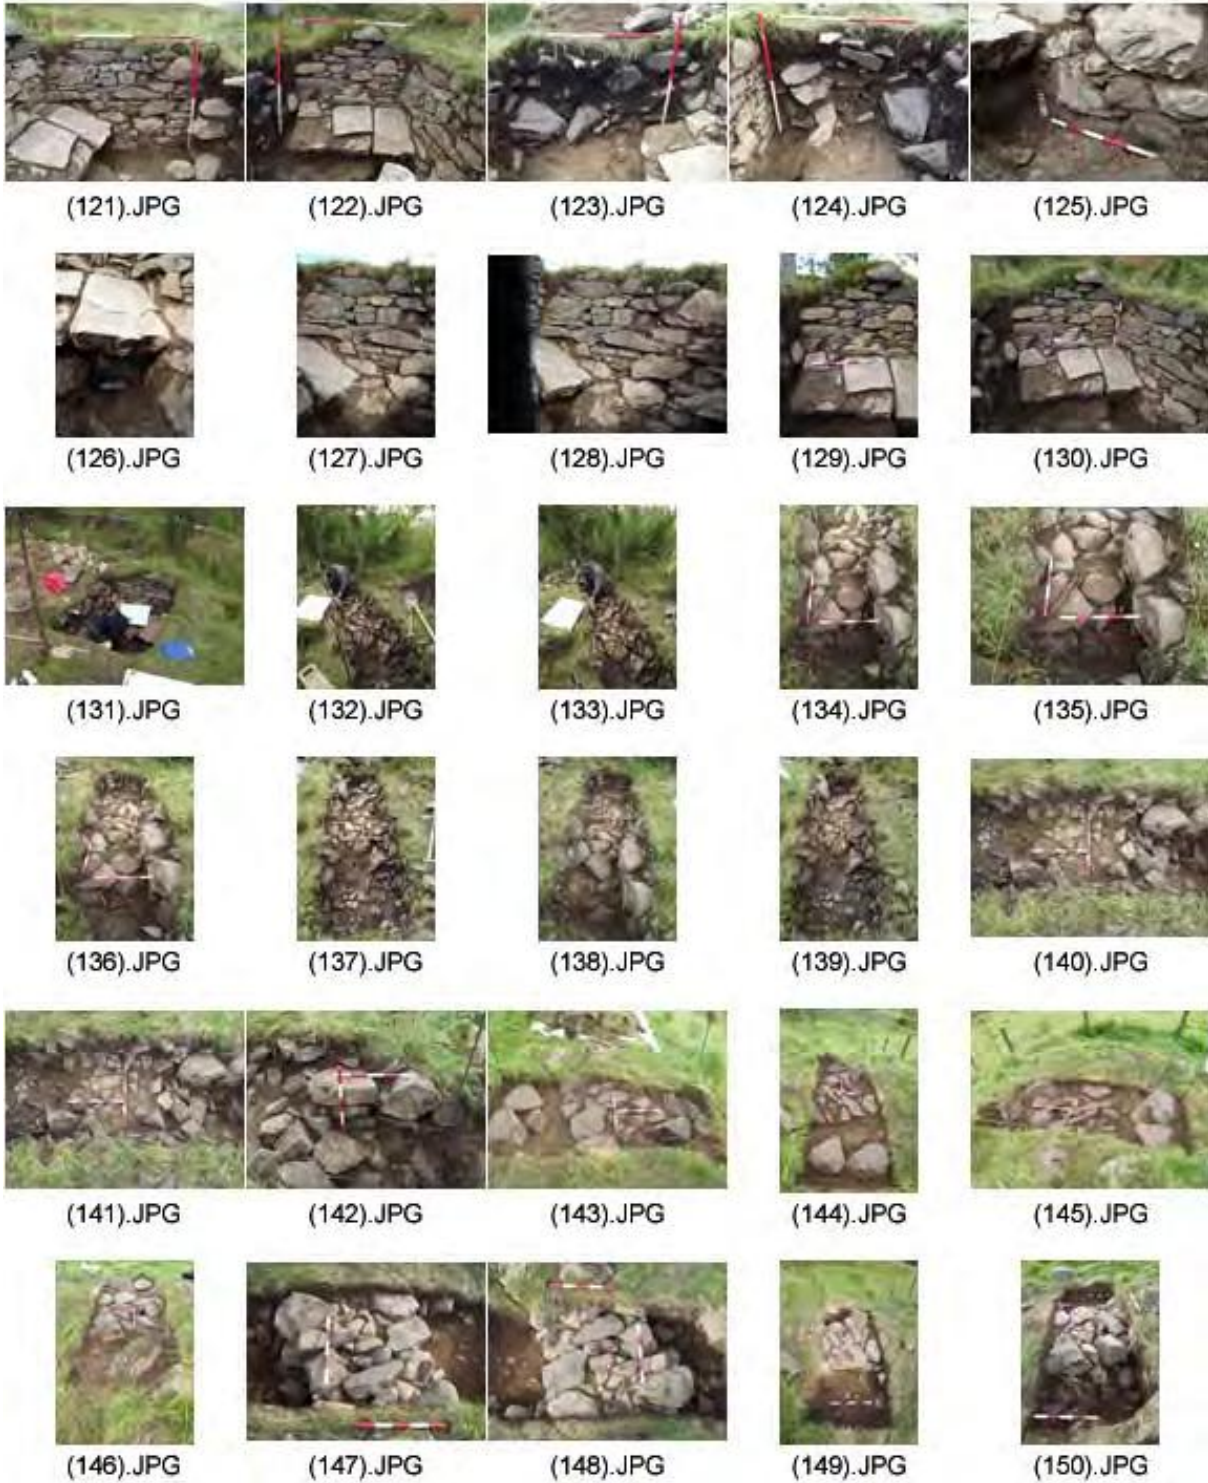 (121).JPG (122).JPG (123).JPG (124).JPG (125).JPG
(126).JPG (127).JPG (128).JPG (129).JPG (130).JPG
(131).JPG (132).JPG (133).JPG (134).JPG (135).JPG
(136).JPG (137).JPG (138).JPG (139).JPG (140).JPG
(141).JPG (142).JPG (143).JPG (144).JPG (145).JPG
(146).JPG (147).JPG (148).JPG (149).JPG (150).JPG